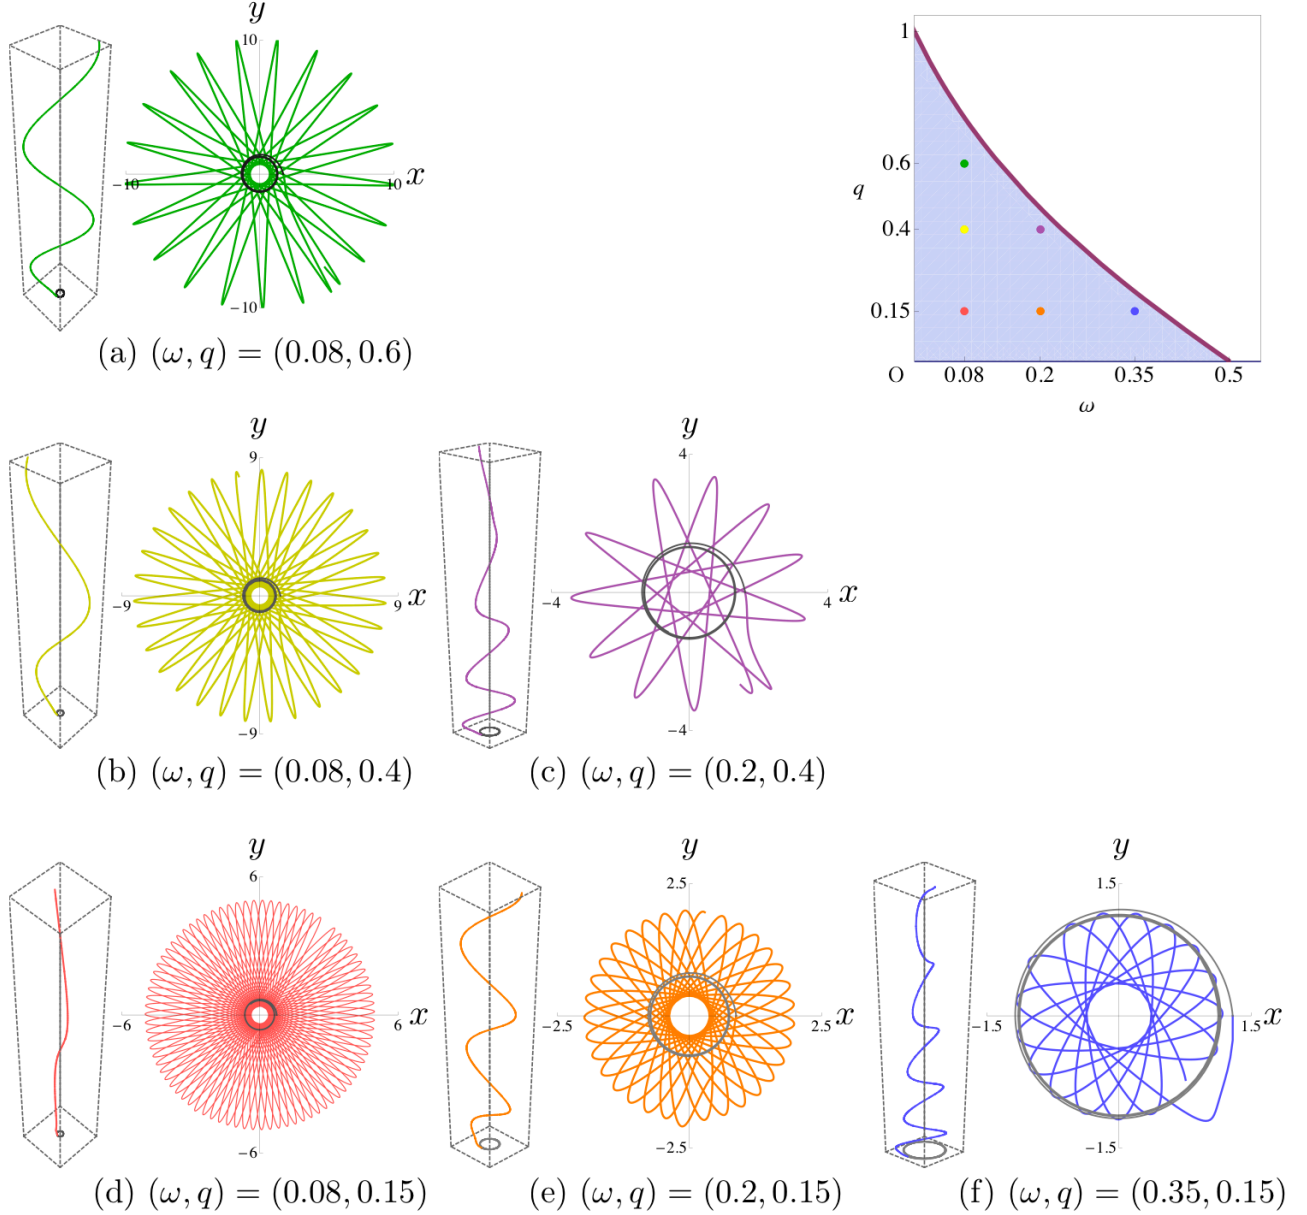 y
10
-10
10
x
-10
(a) (ω, q) = (0.08, 0.6)
1
0.6
q
0.4
0.15
O
0.08
0.2
0.35
0.5
ω
y
9
-9
9
x
-9
(b) (ω, q) = (0.08, 0.4)
y
4
-4
4
x
-4
(c) (ω, q) = (0.2, 0.4)
y
6
-6
6
x
-6
(d) (ω, q) = (0.08, 0.15)
y
2.5
-2.5
2.5
x
-2.5
(e) (ω, q) = (0.2, 0.15)
y
1.5
-1.5
1.5
x
-1.5
(f) (ω, q) = (0.35, 0.15)